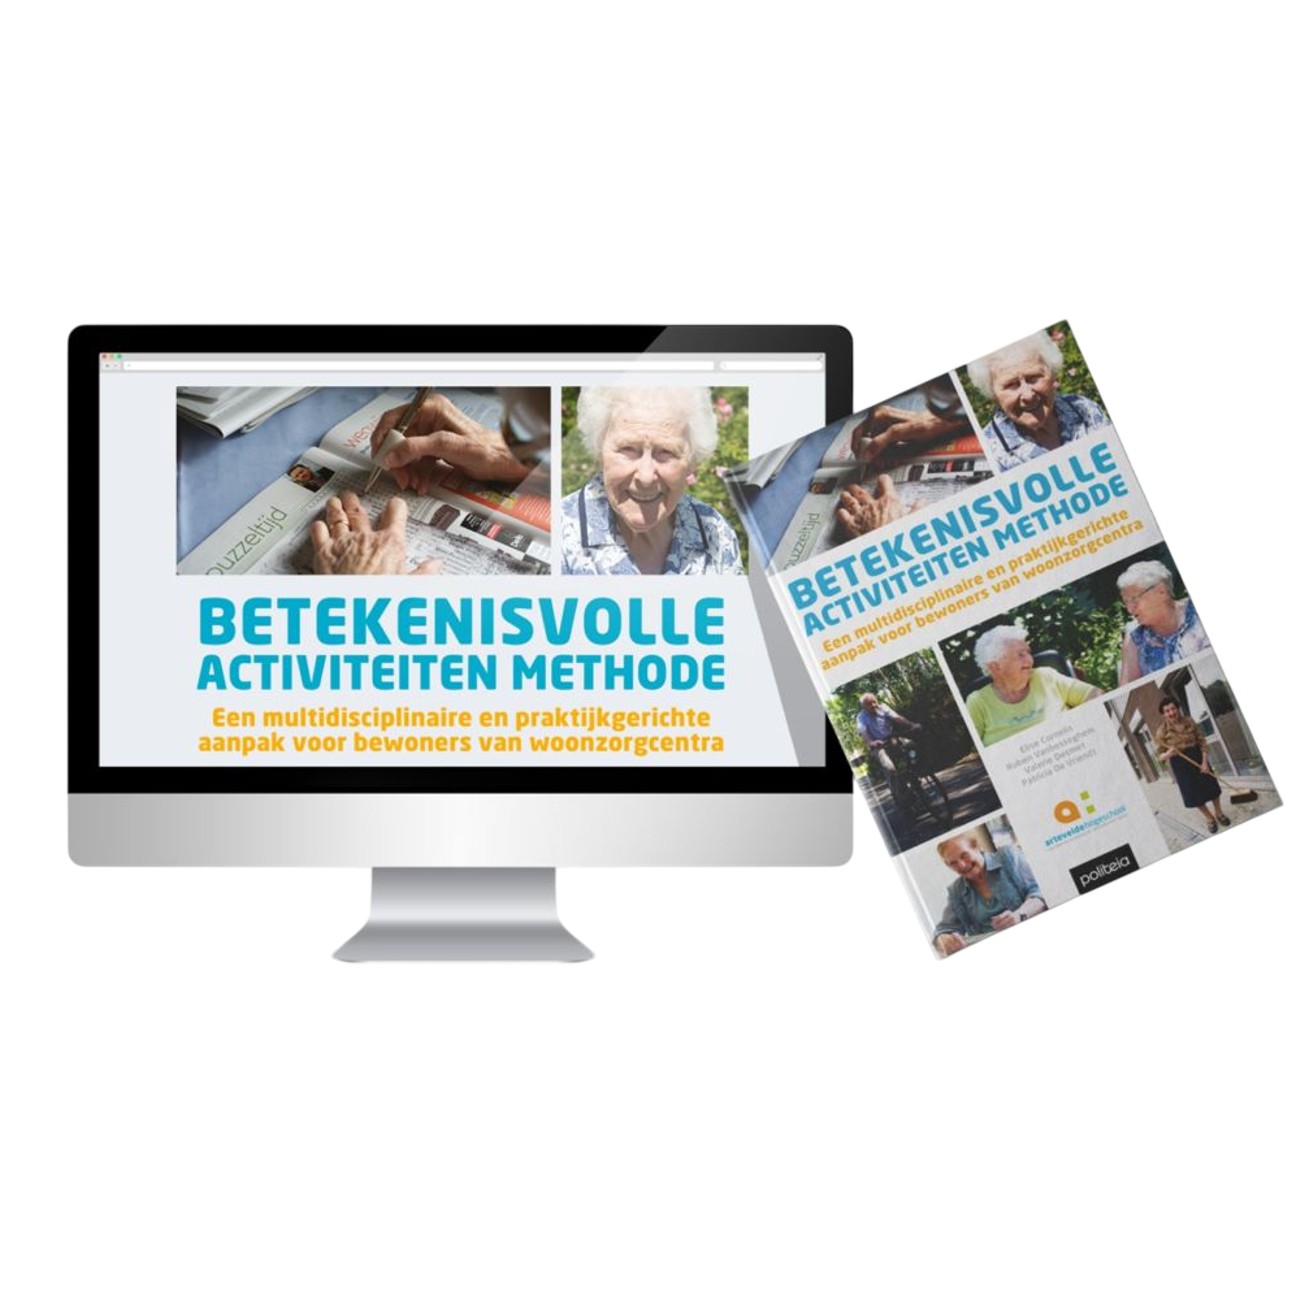 puzzeltijd
BETEKENISVOLLE
ACTIVITEITEN METHODE
Een multidisciplinaire en praktijkgerichte
aanpak voor bewoners van woonzorgcentra
puzzeltijd
BETEKENISVOLLE
ACTIVITEITEN METHODE
Een multidisciplinaire en praktijkgerichte
aanpak voor bewoners van woonzorgcentra
Elise Cornelis
Ruben Vanbosseghem
Valerie Desmet
Patricia De Vriendt
arteveldehogeschool
politeia